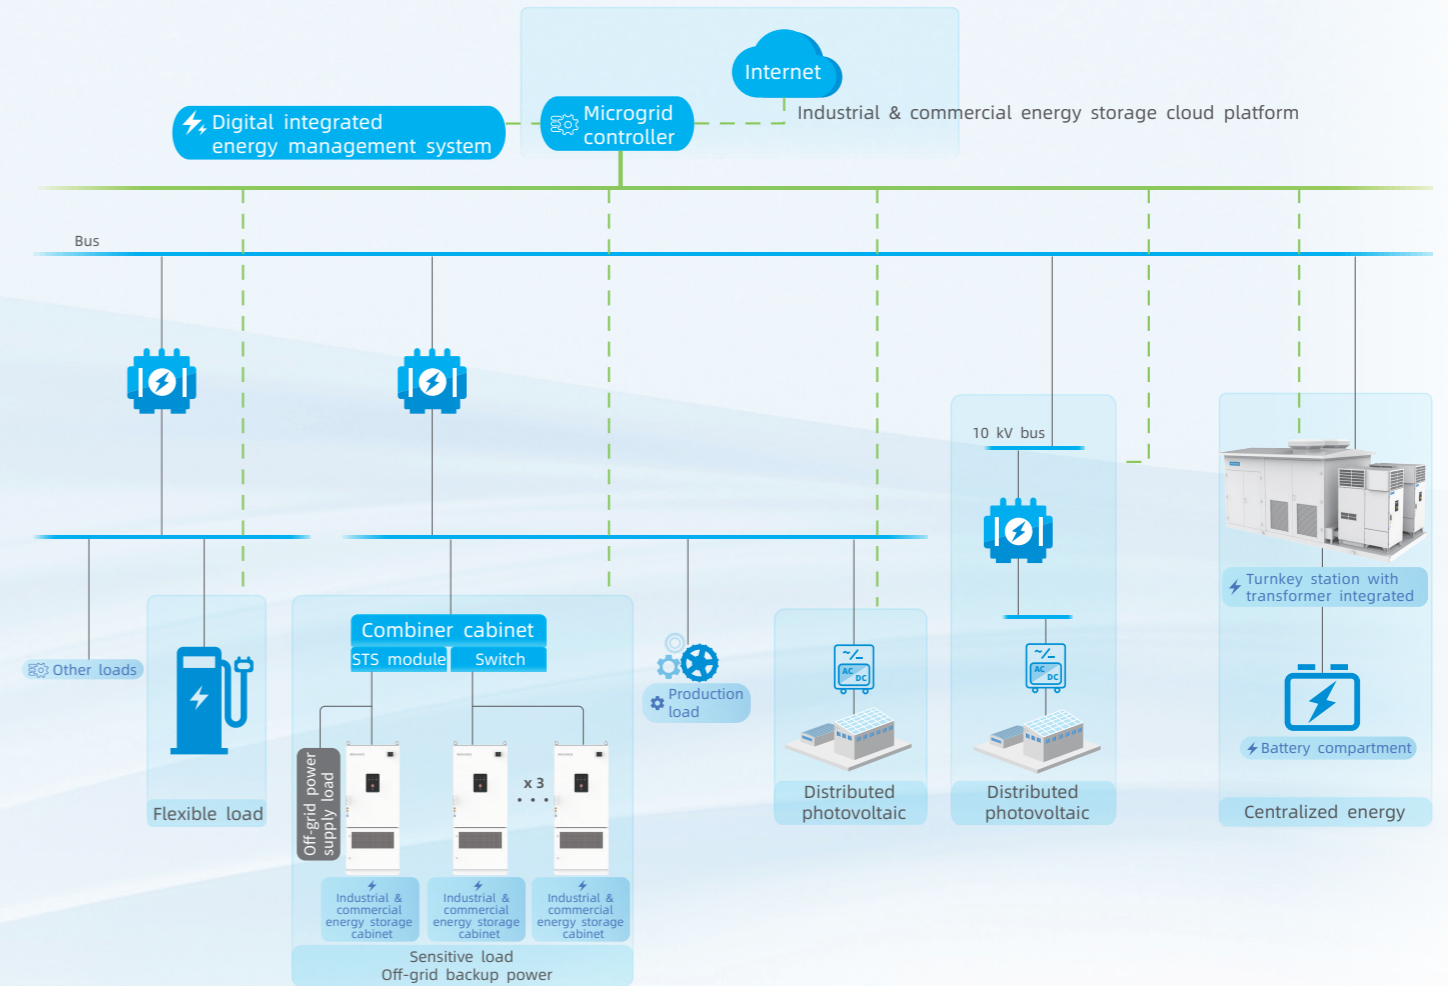 Internet
Industrial & commercial energy storage cloud platform
Digital integrated
energy management system
Microgrid
controller
Bus
10 kV bus
Turnkey station with
transformer integrated
Combiner cabinet
STS module
Switch
Other loads
Production
load
~/_
AC
DC
~/_
AC
DC
Battery compartment
Off-grid power
supply load
x 3
Flexible load
Distributed
photovoltaic
Distributed
photovoltaic
Centralized energy
Industrial &
commercial
energy storage
cabinet
Industrial &
commercial
energy storage
cabinet
Industrial &
commercial
energy storage
cabinet
Sensitive load
Off-grid backup power